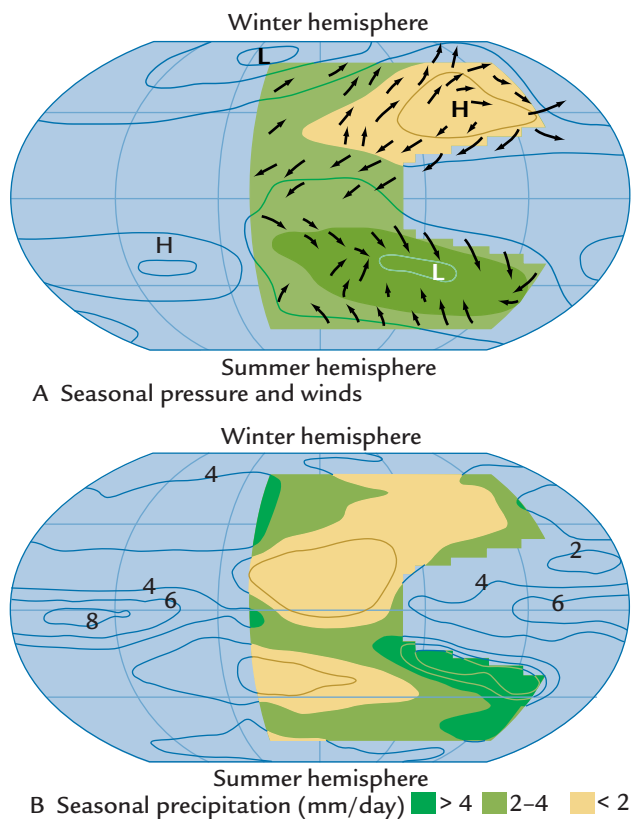 Winter hemisphere
L
H
H
L
Summer hemisphere
A Seasonal pressure and winds
Winter hemisphere
4
2
4
6
4
6
8
Summer hemisphere
B Seasonal precipitation (mm/day) > 4 2–4 < 2